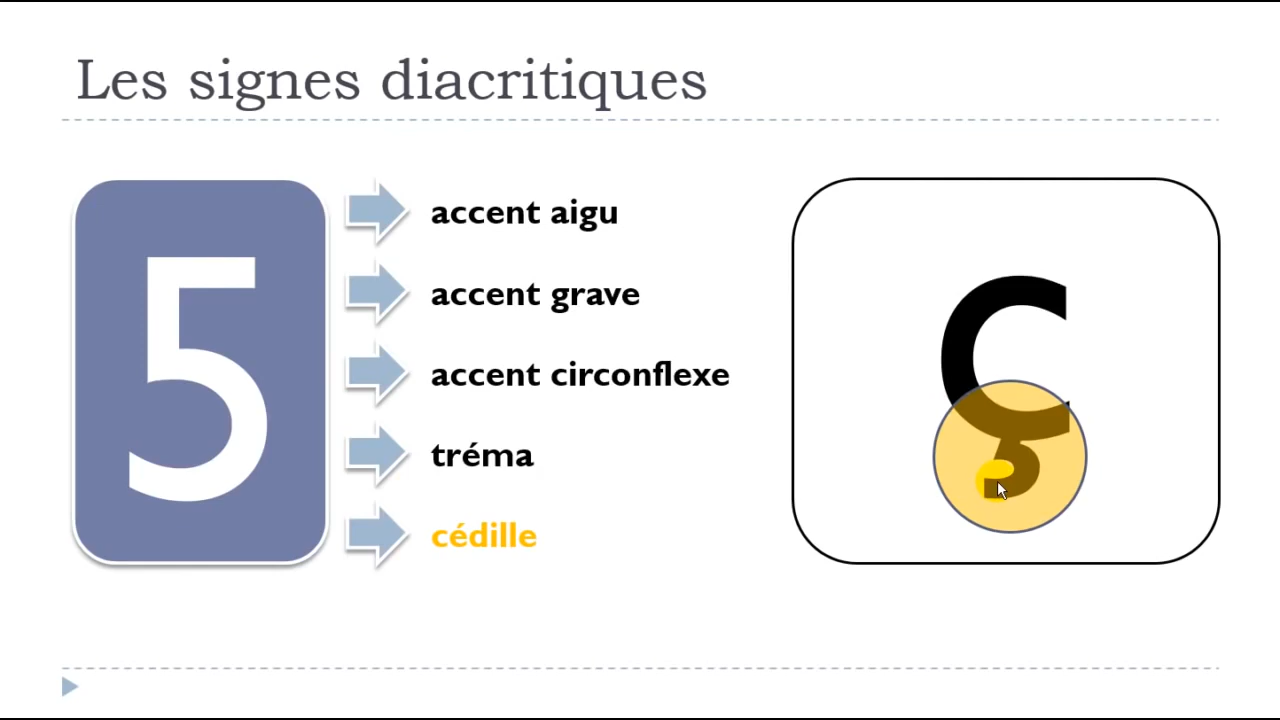 Les signes diacritiques
5
accent aigu
accent grave
accent circonflexe
tréma
cédille
ç